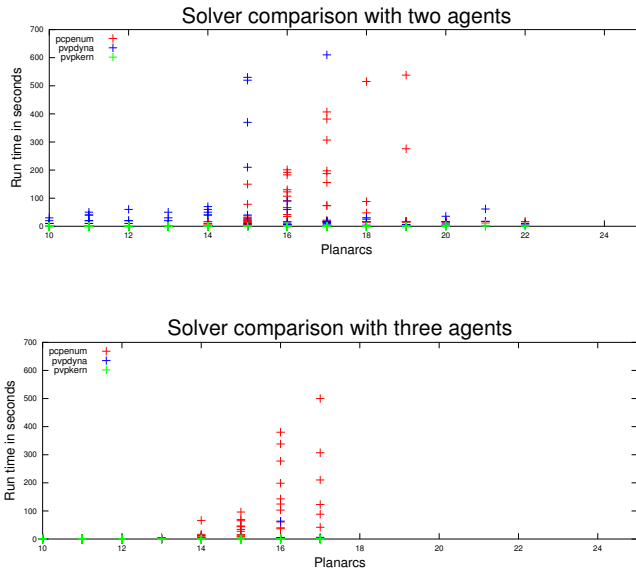 Solver comparison with two agents
700
600
500
400
300
200
100
0
pcpenum
pvpdyna
pvpkern
Run time in seconds
10 12 14 16 18 20 22 24
Planarcs
Solver comparison with three agents
700
600
500
400
300
200
100
0
pcpenum
pvpdyna
pvpkern
Run time in seconds
10 12 14 16 18 20 22 24
Planarcs